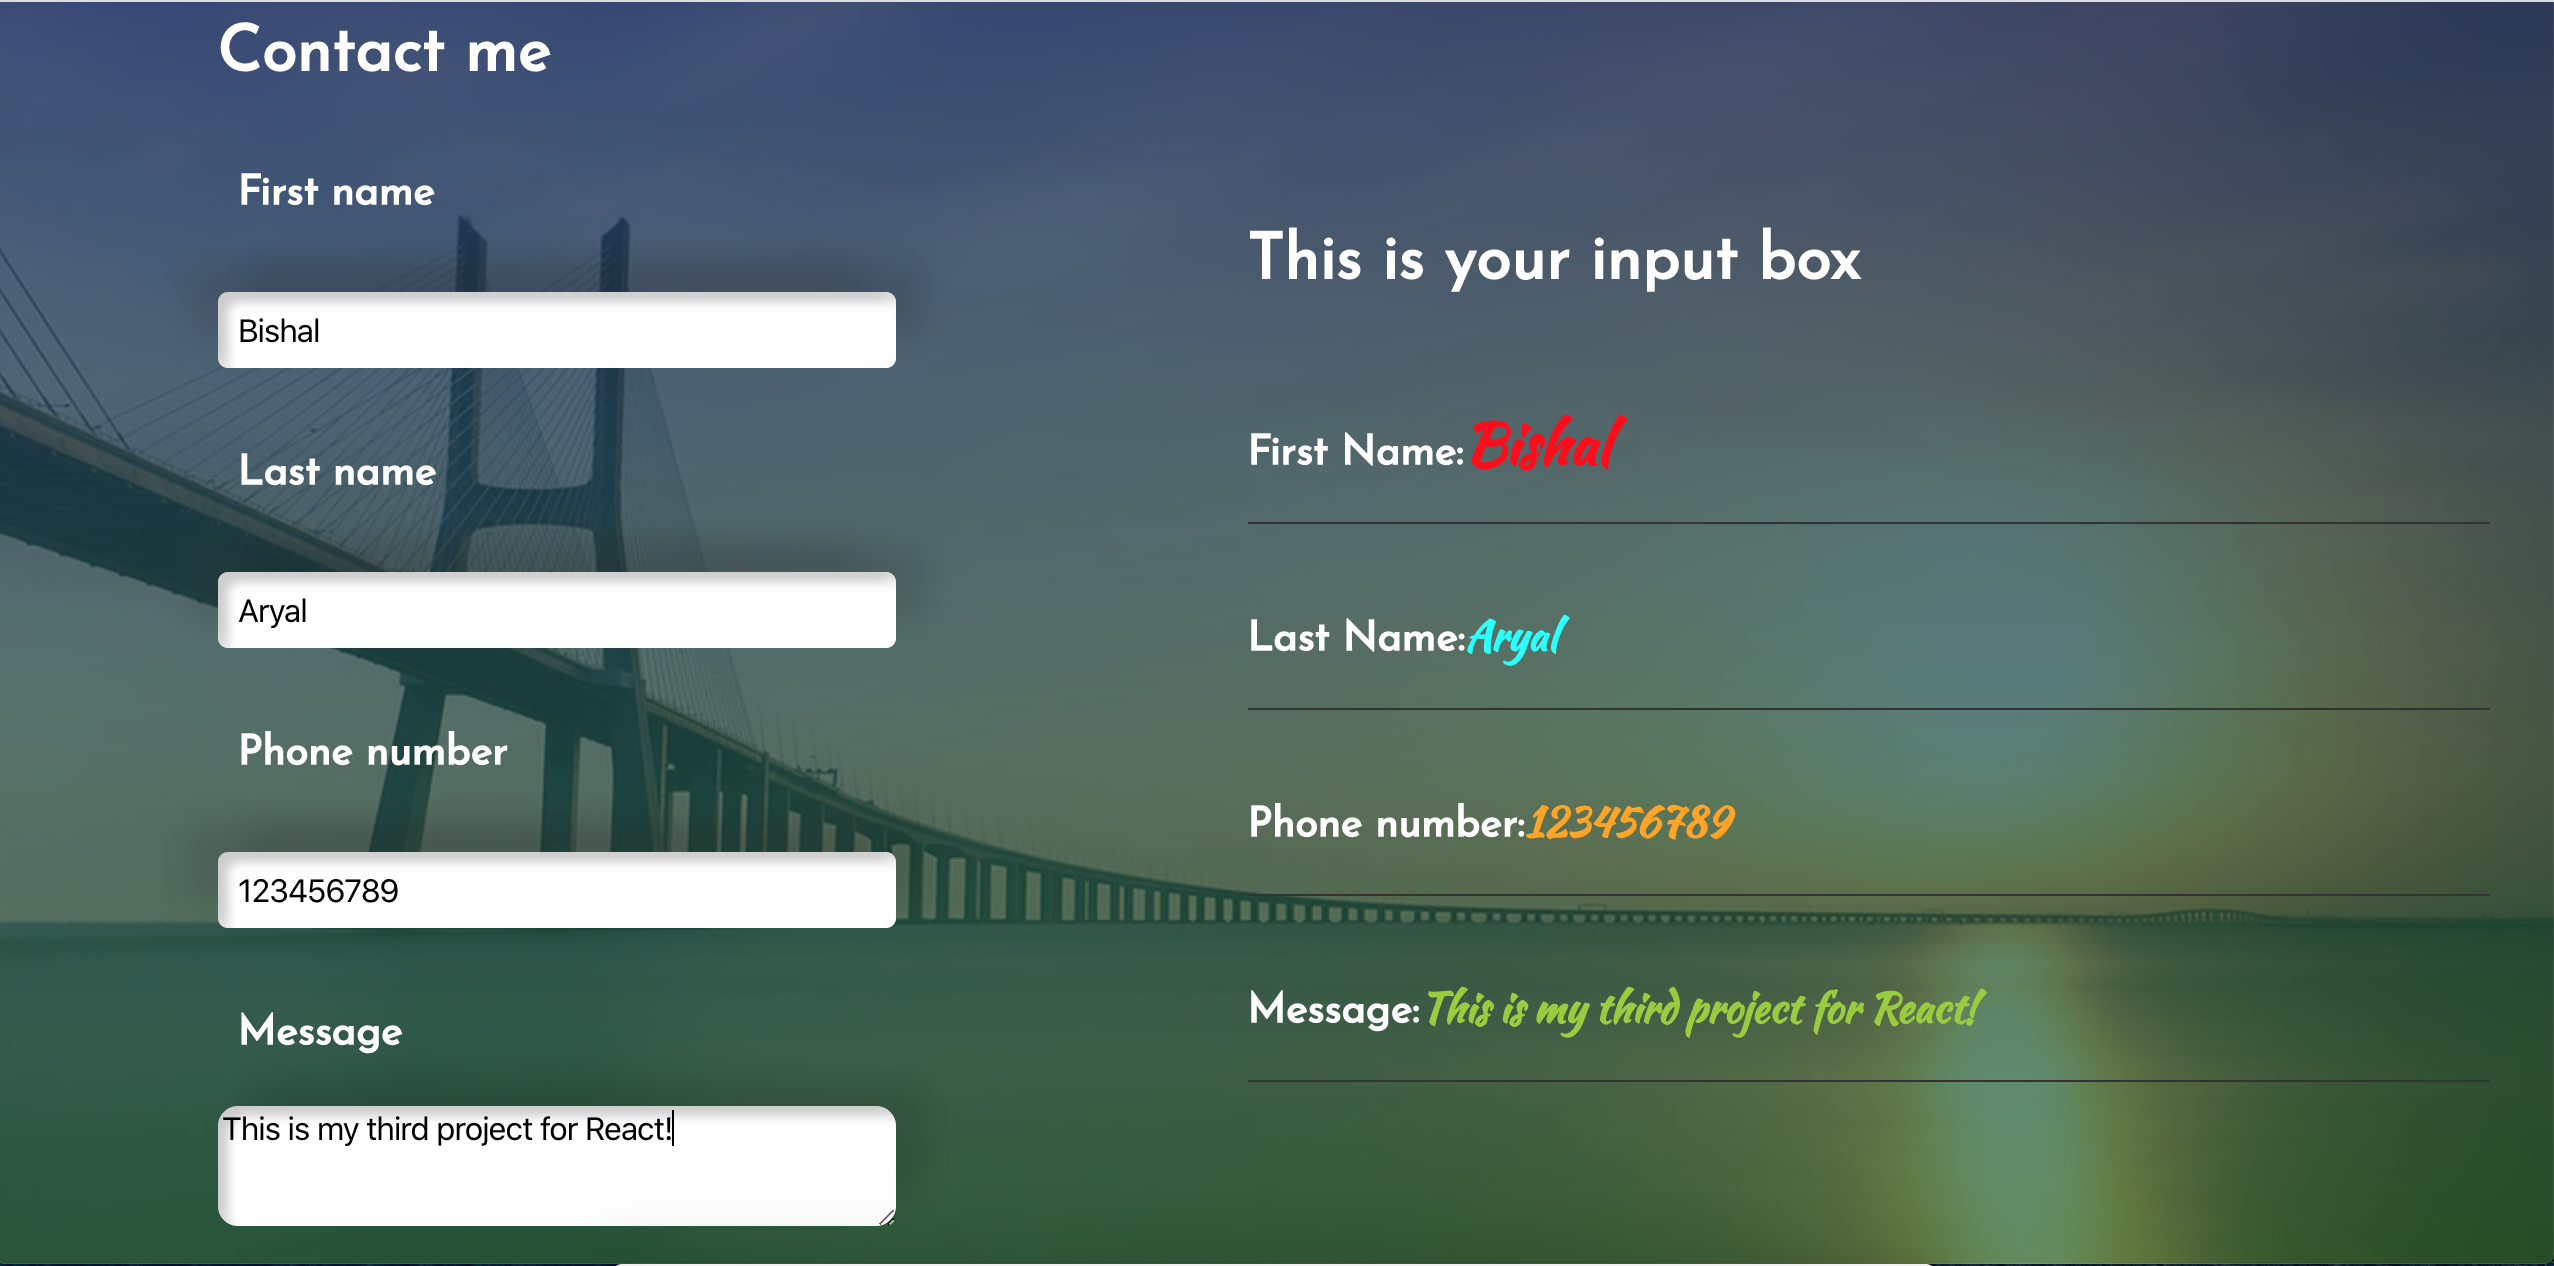 Contact me
First name
Bishal
Last name
Aryal
Phone number
123456789
Message
This is my third project for React!
This is your input box
First Name: Bishal
Last Name:Aryal
Phone number:123456789
Message: This is my third project for React!